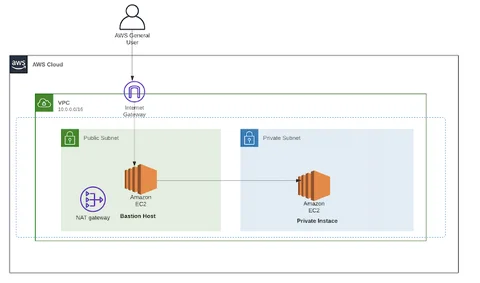 AWS General
User
aws
AWS Cloud
Internet
Gateway
VPC
10.0.0.0/16
Public Subnet
Private Subnet
Amazon
EC2
Bastion Host
NAT gateway
Amazon
EC2
Private Instace